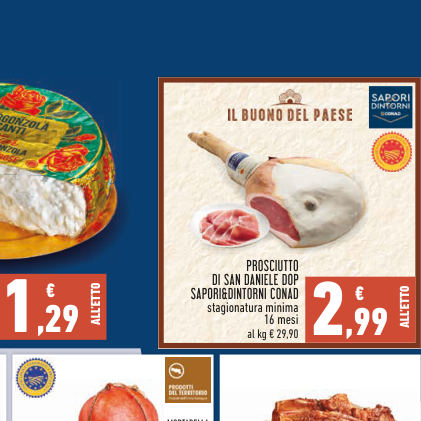 GORGONZOLA
IL BUONO DEL PAESE
SAPORI
DINTORNI
CONAD
PROSCIUTTO
DI SAN DANIELE DOP
SAPORI&DINTORNI CONAD
stagionatura minima
16 mesi
al kg € 29,90
1,29 € ALL'ETTO
2,99 € ALL'ETTO
PRODOTTI
DEL TERRITORIO